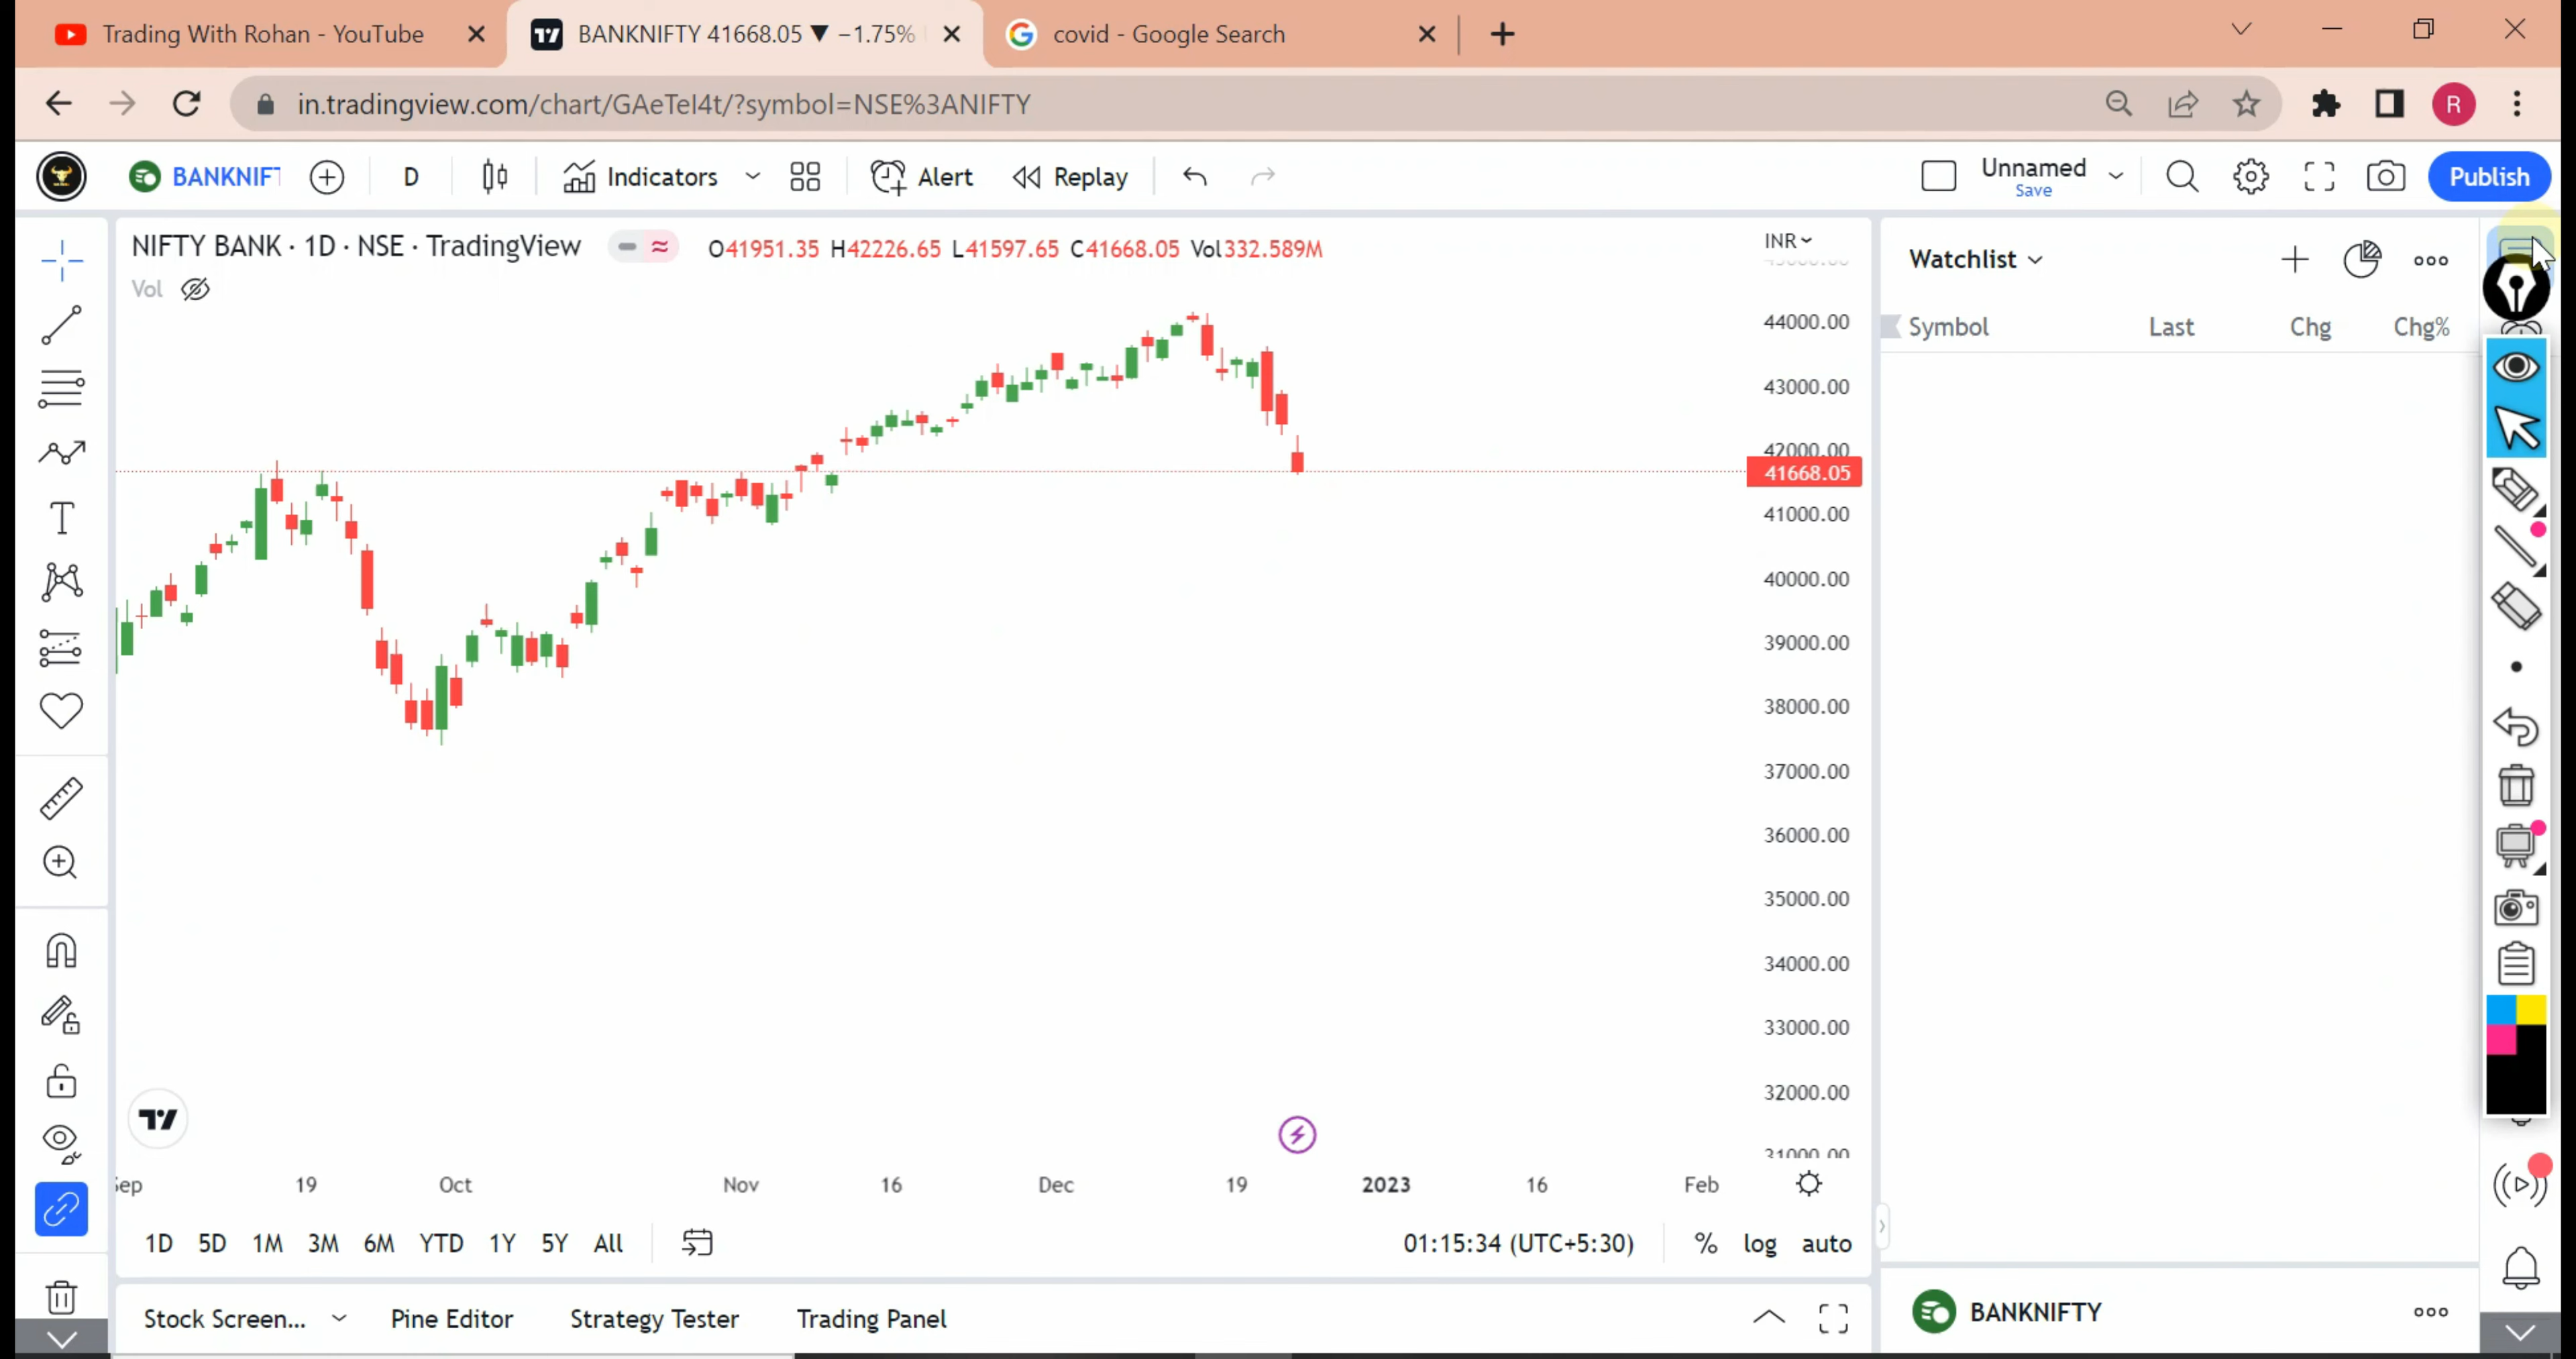 Trading With Rohan - YouTube
BANKNIFTY 41668.05 ▼ −1.75%
covid - Google Search
in.tradingview.com/chart/GAeTeI4t/?symbol=NSE%3ANIFTY
R
BANKNIFT
D
Indicators
Alert
Replay
Unnamed
Save
Publish
NIFTY BANK · 1D · NSE · TradingView
O41951.35 H42226.65 L41597.65 C41668.05 Vol332.589M
Vol
INR
44000.00
43000.00
42000.00
41668.05
41000.00
40000.00
39000.00
38000.00
37000.00
36000.00
35000.00
34000.00
33000.00
32000.00
31000.00
Watchlist
Symbol Last Chg Chg%
Sep 19 Oct Nov 16 Dec 19 2023 16 Feb
1D 5D 1M 3M 6M YTD 1Y 5Y All
01:15:34 (UTC+5:30) % log auto
Stock Screen... Pine Editor Strategy Tester Trading Panel
BANKNIFTY